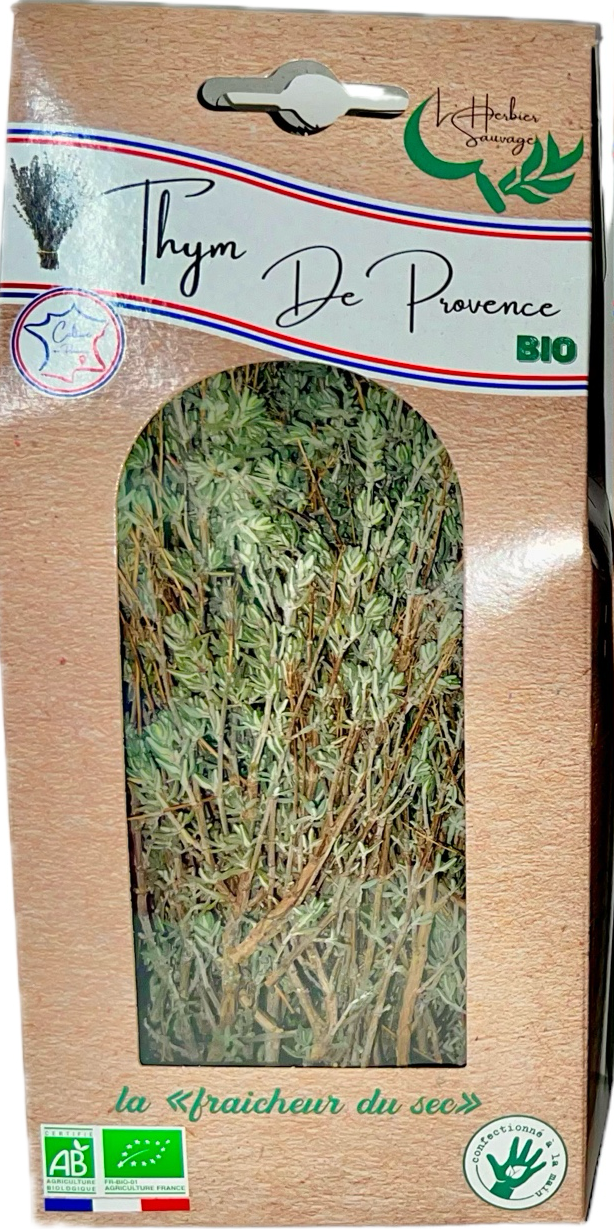 L'Herbier
Sauvage
Thym
De Provence
BIO
la «fraicheur du sec»
CERTIFIÉ
AB
AGRICULTURE
BIOLOGIQUE
FR-BIO-01
AGRICULTURE FRANCE
confectionné à la main